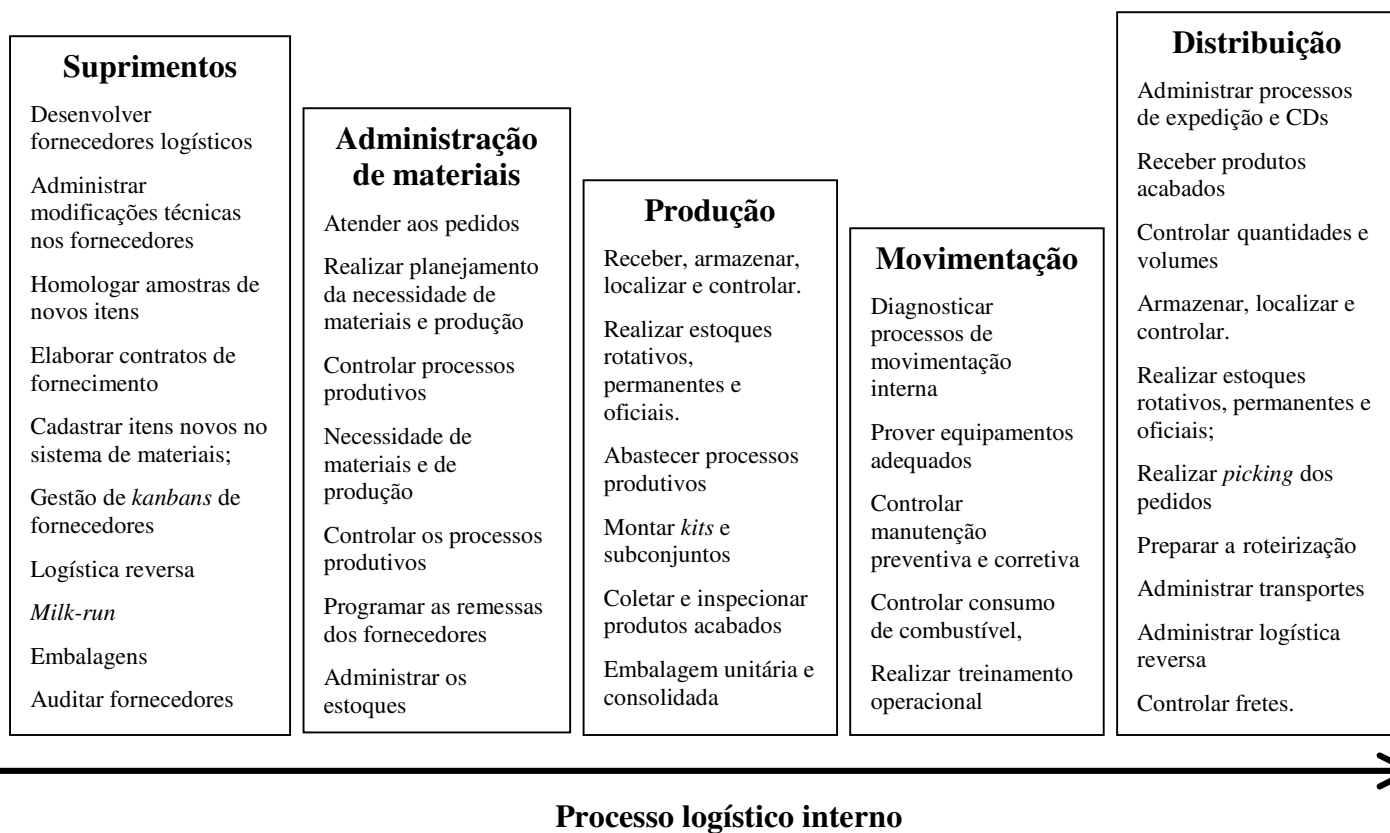 Suprimentos
Desenvolver
fornecedores logísticos
Administrar
modificações técnicas
nos fornecedores
Homologar amostras de
novos itens
Elaborar contratos de
fornecimento
Cadastrar itens novos no
sistema de materiais;
Gestão de kanbans de
fornecedores
Logística reversa
Milk-run
Embalagens
Auditar fornecedores
Administração
de materiais
Atender aos pedidos
Realizar planejamento
da necessidade de
materiais e produção
Controlar processos
produtivos
Necessidade de
materiais e de
produção
Controlar os processos
produtivos
Programar as remessas
dos fornecedores
Administrar os
estoques
Produção
Receber, armazenar,
localizar e controlar.
Realizar estoques
rotativos,
permanentes e
oficiais.
Abastecer processos
produtivos
Montar kits e
subconjuntos
Coletar e inspecionar
produtos acabados
Embalagem unitária e
consolidada
Movimentação
Diagnosticar
processos de
movimentação
interna
Prover equipamentos
adequados
Controlar
manutenção
preventiva e corretiva
Controlar consumo
de combustível,
Realizar treinamento
operacional
Distribuição
Administrar processos
de expedição e CDs
Receber produtos
acabados
Controlar quantidades e
volumes
Armazenar, localizar e
controlar.
Realizar estoques
rotativos, permanentes e
oficiais;
Realizar picking dos
pedidos
Preparar a roteirização
Administrar transportes
Administrar logística
reversa
Controlar fretes.
Processo logístico interno